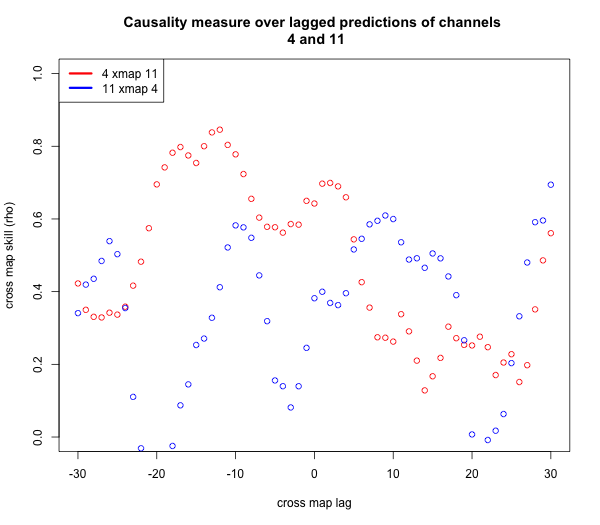 Causality measure over lagged predictions of channels
4 and 11
4 xmap 11
11 xmap 4
cross map skill (rho)
1.0
0.8
0.6
0.4
0.2
0.0
-30 -20 -10 0 10 20 30
cross map lag